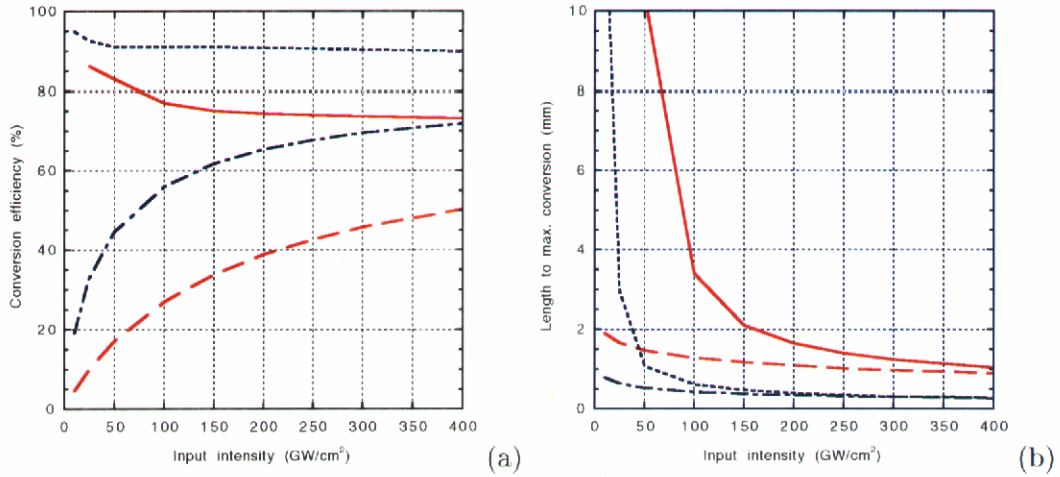 100
80
60
40
20
0
Conversion efficiency (%)
0 50 100 150 200 250 300 350 400
Input intensity (GW/cm²)
(a)
10
8
6
4
2
0
Length to max. conversion (mm)
0 50 100 150 200 250 300 350 400
Input intensity (GW/cm²)
(b)